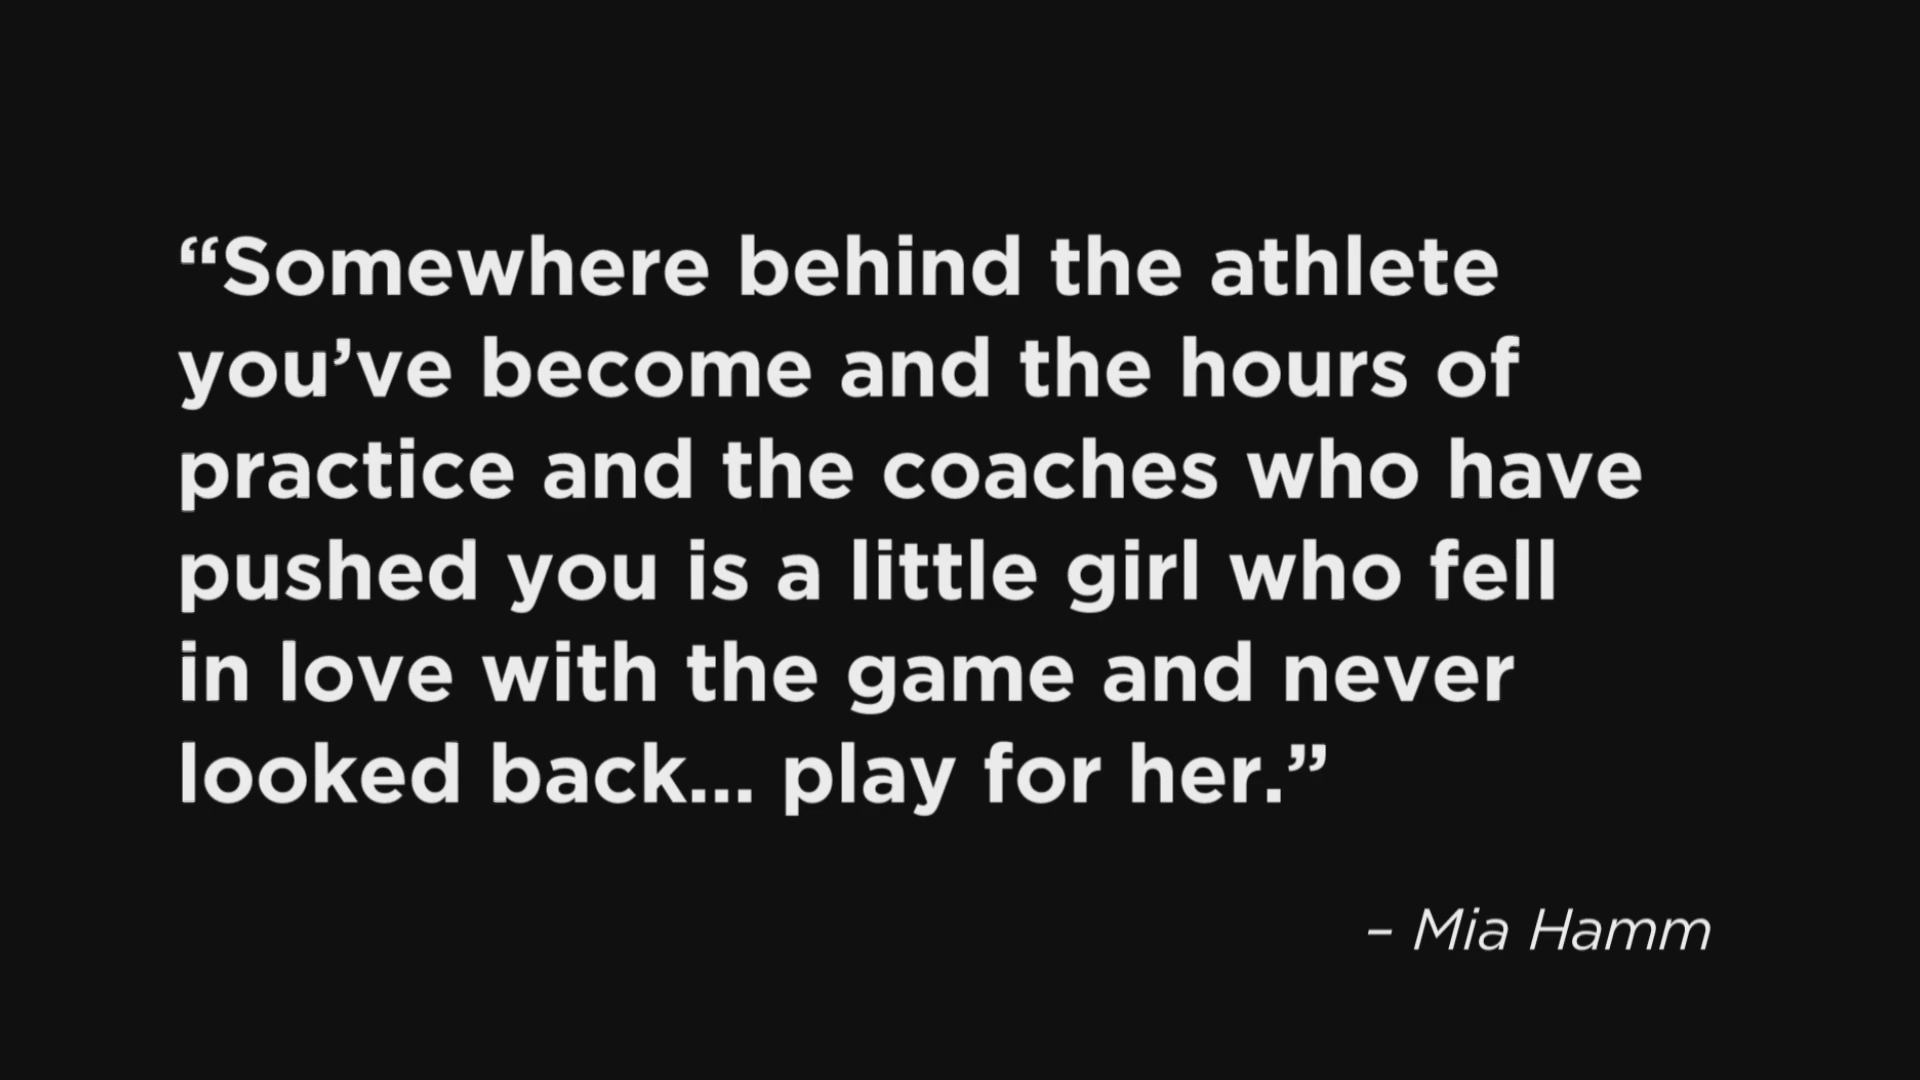 “Somewhere behind the athlete
you’ve become and the hours of
practice and the coaches who have
pushed you is a little girl who fell
in love with the game and never
looked back... play for her.”
– Mia Hamm